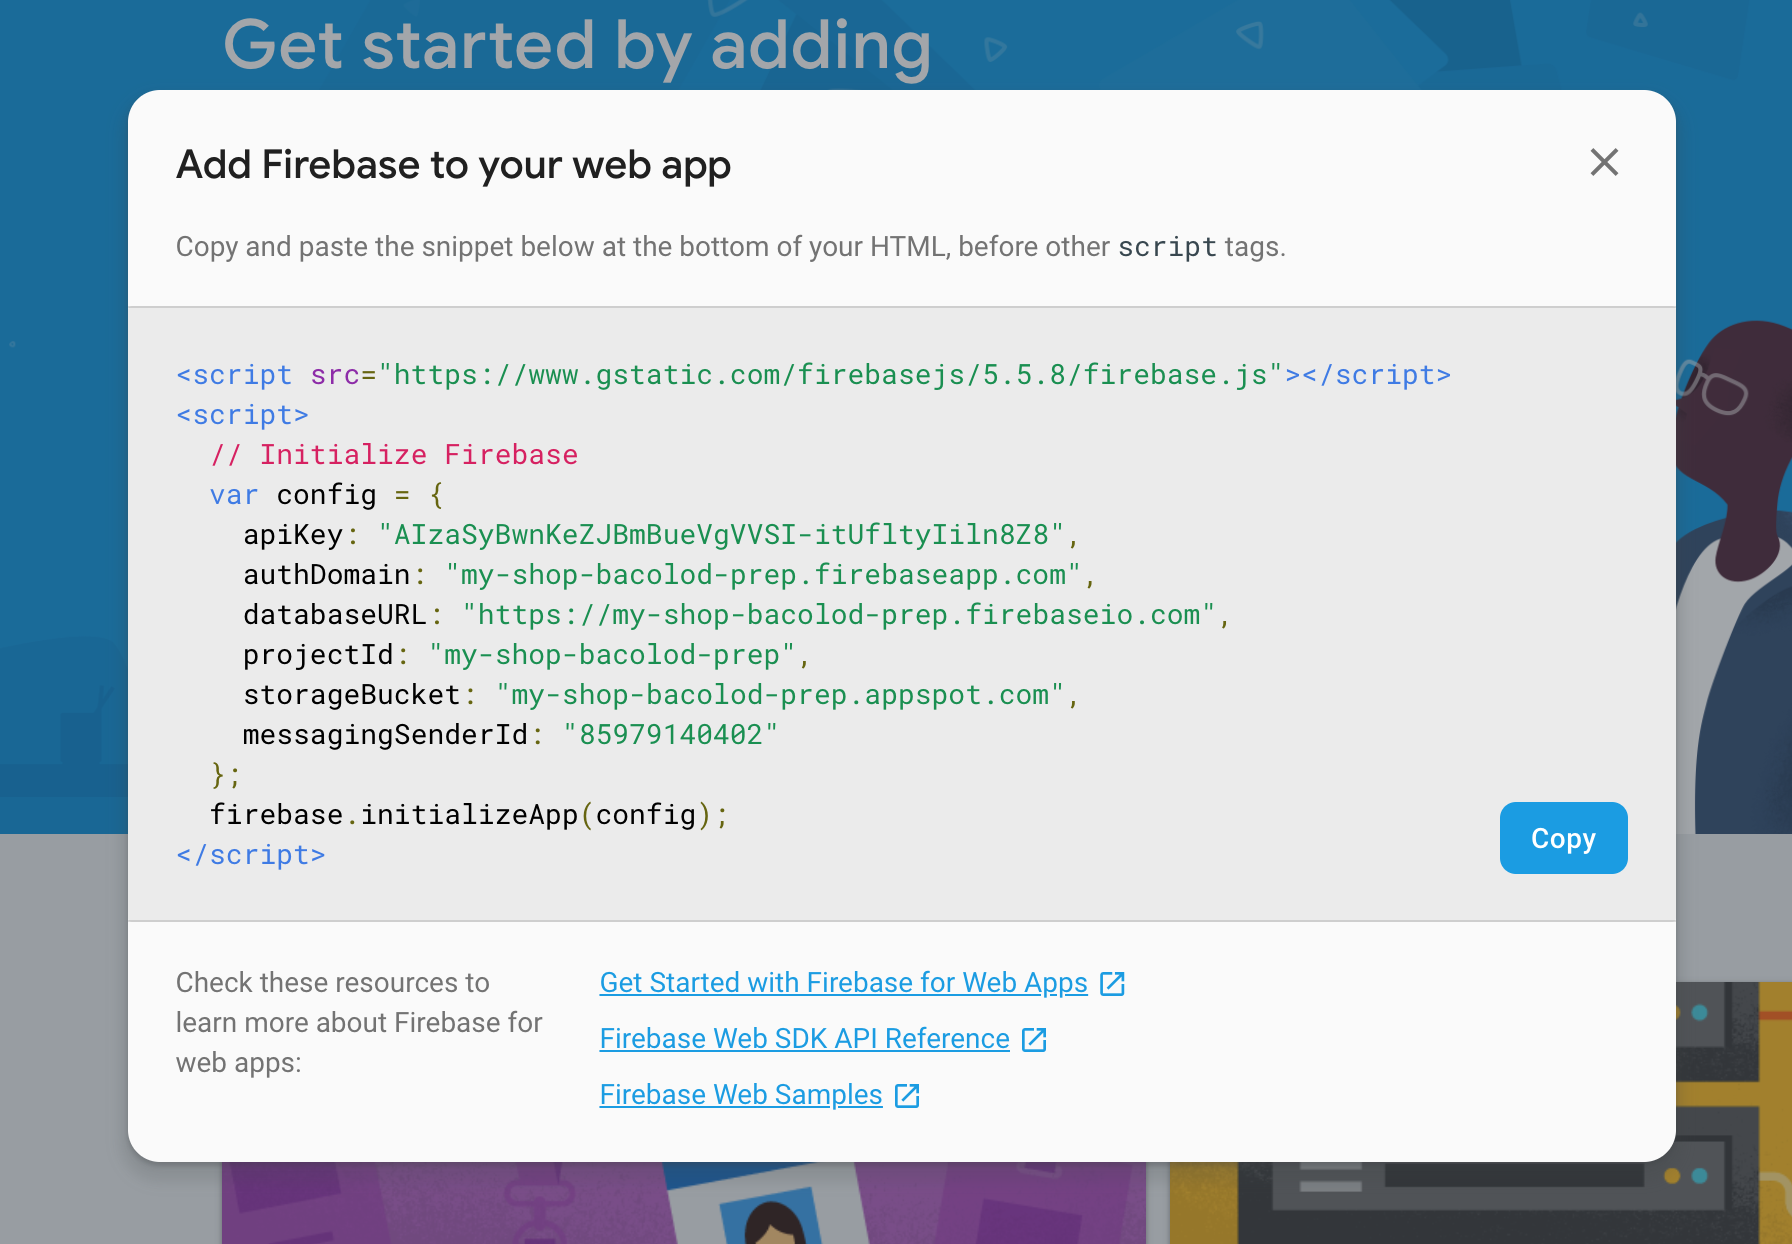 Get started by adding
Add Firebase to your web app
Copy and paste the snippet below at the bottom of your HTML, before other script tags.
<script src="https://www.gstatic.com/firebasejs/5.5.8/firebase.js"></script>
<script>
  // Initialize Firebase
  var config = {
    apiKey: "AIzaSyBwnKeZJBmBueVgVVSI-itUfltyIiln8Z8",
    authDomain: "my-shop-bacolod-prep.firebaseapp.com",
    databaseURL: "https://my-shop-bacolod-prep.firebaseio.com",
    projectId: "my-shop-bacolod-prep",
    storageBucket: "my-shop-bacolod-prep.appspot.com",
    messagingSenderId: "85979140402"
  };
  firebase.initializeApp(config);
</script>
Copy
Check these resources to
learn more about Firebase for
web apps:
Get Started with Firebase for Web Apps
Firebase Web SDK API Reference
Firebase Web Samples